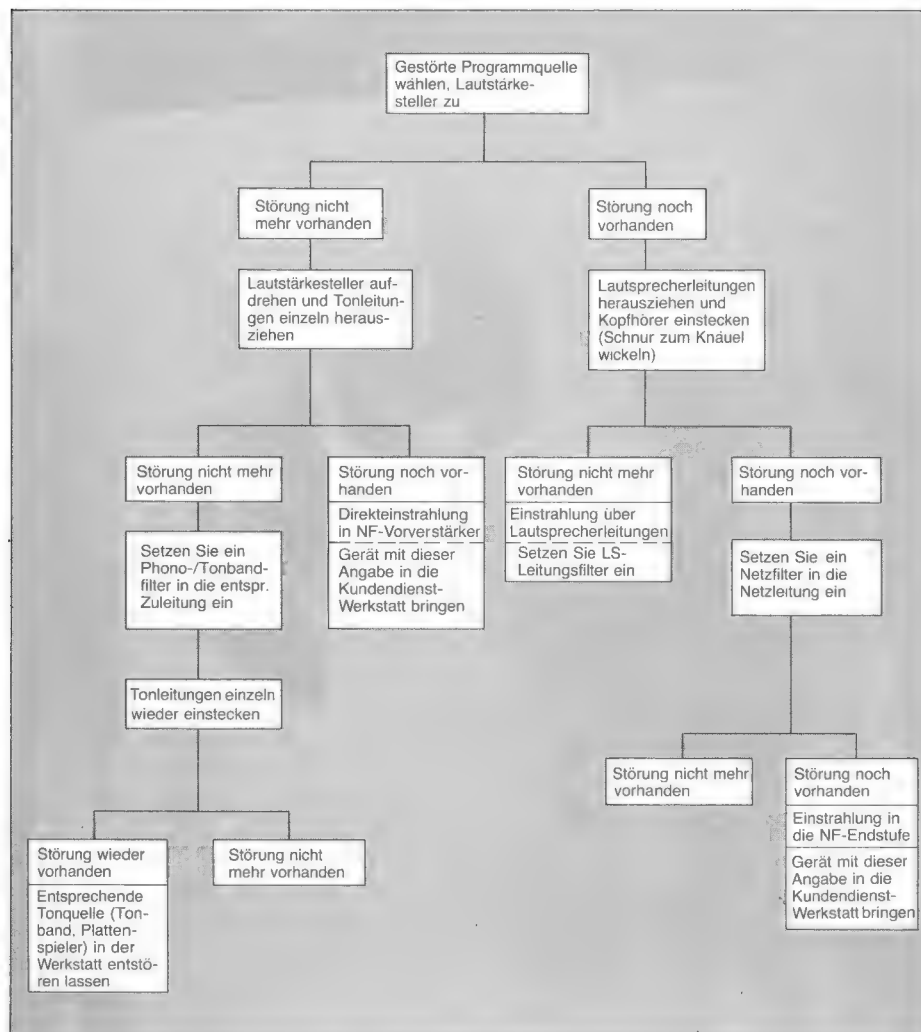 Gestörte Programmquelle
wählen, Lautstärke-
steller zu
Störung nicht
mehr vorhanden
Störung noch
vorhanden
Lautstärkesteller auf-
drehen und Tonleitun-
gen einzeln heraus-
ziehen
Lautsprecherleitungen
herausziehen und
Kopfhörer einstecken
(Schnur zum Knäuel
wickeln)
Störung nicht mehr
vorhanden
Störung noch vor-
handen
Direkteinstrahlung
in NF-Vorverstärker
Gerät mit dieser
Angabe in die
Kundendienst-
Werkstatt bringen
Störung nicht mehr
vorhanden
Einstrahlung über
Lautsprecherleitungen
Setzen Sie LS-
Leitungsfilter ein
Störung noch vor-
handen
Setzen Sie ein
Phono-/Tonband-
filter in die entspr.
Zuleitung ein
Setzen Sie ein
Netzfilter in die
Netzleitung ein
Tonleitungen einzeln
wieder einstecken
Störung nicht mehr
vorhanden
Störung noch
vorhanden
Einstrahlung in
die NF-Endstufe
Gerät mit dieser
Angabe in die
Kundendienst-
Werkstatt bringen
Störung wieder
vorhanden
Entsprechende
Tonquelle (Ton-
band, Platten-
spieler) in der
Werkstatt entstö-
ren lassen
Störung nicht
mehr vorhanden